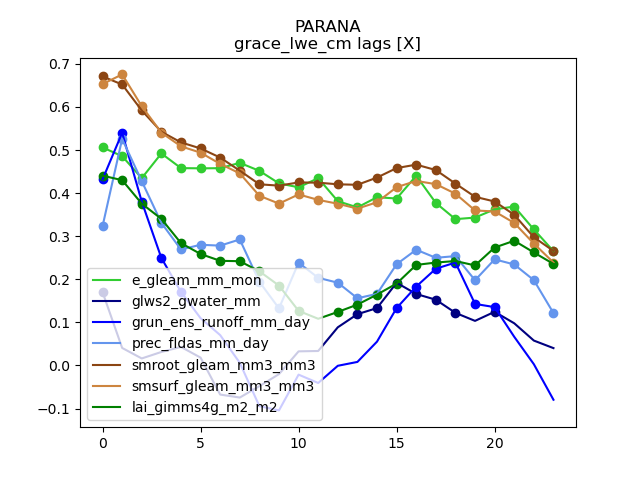 PARANA
grace_lwe_cm lags [X]
0.7
0.6
0.5
0.4
0.3
0.2
0.1
0.0
−0.1
e_gleam_mm_mon
glws2_gwater_mm
grun_ens_runoff_mm_day
prec_fldas_mm_day
smroot_gleam_mm3_mm3
smsurf_gleam_mm3_mm3
lai_gimms4g_m2_m2
0 5 10 15 20